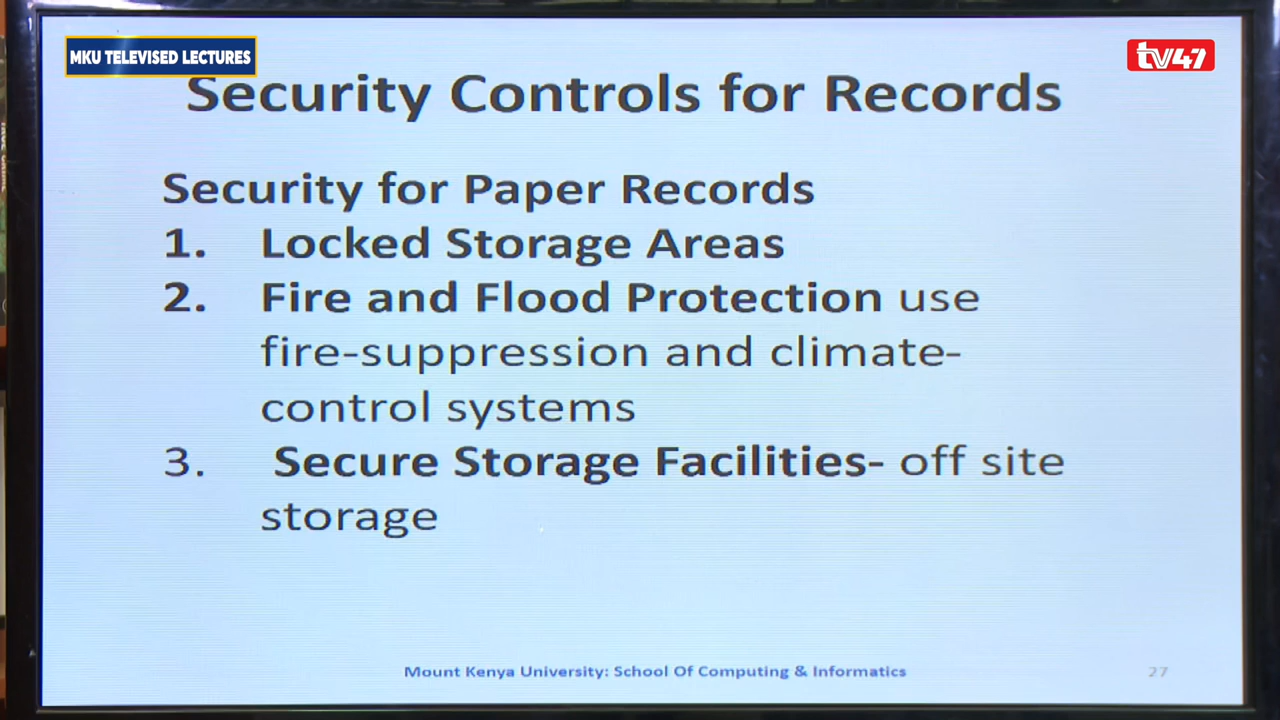 MKU TELEVISED LECTURES
tv47
Security Controls for Records
Security for Paper Records
1. Locked Storage Areas
2. Fire and Flood Protection use
fire-suppression and climate-
control systems
3. Secure Storage Facilities- off site
storage
Mount Kenya University: School Of Computing & Informatics
27